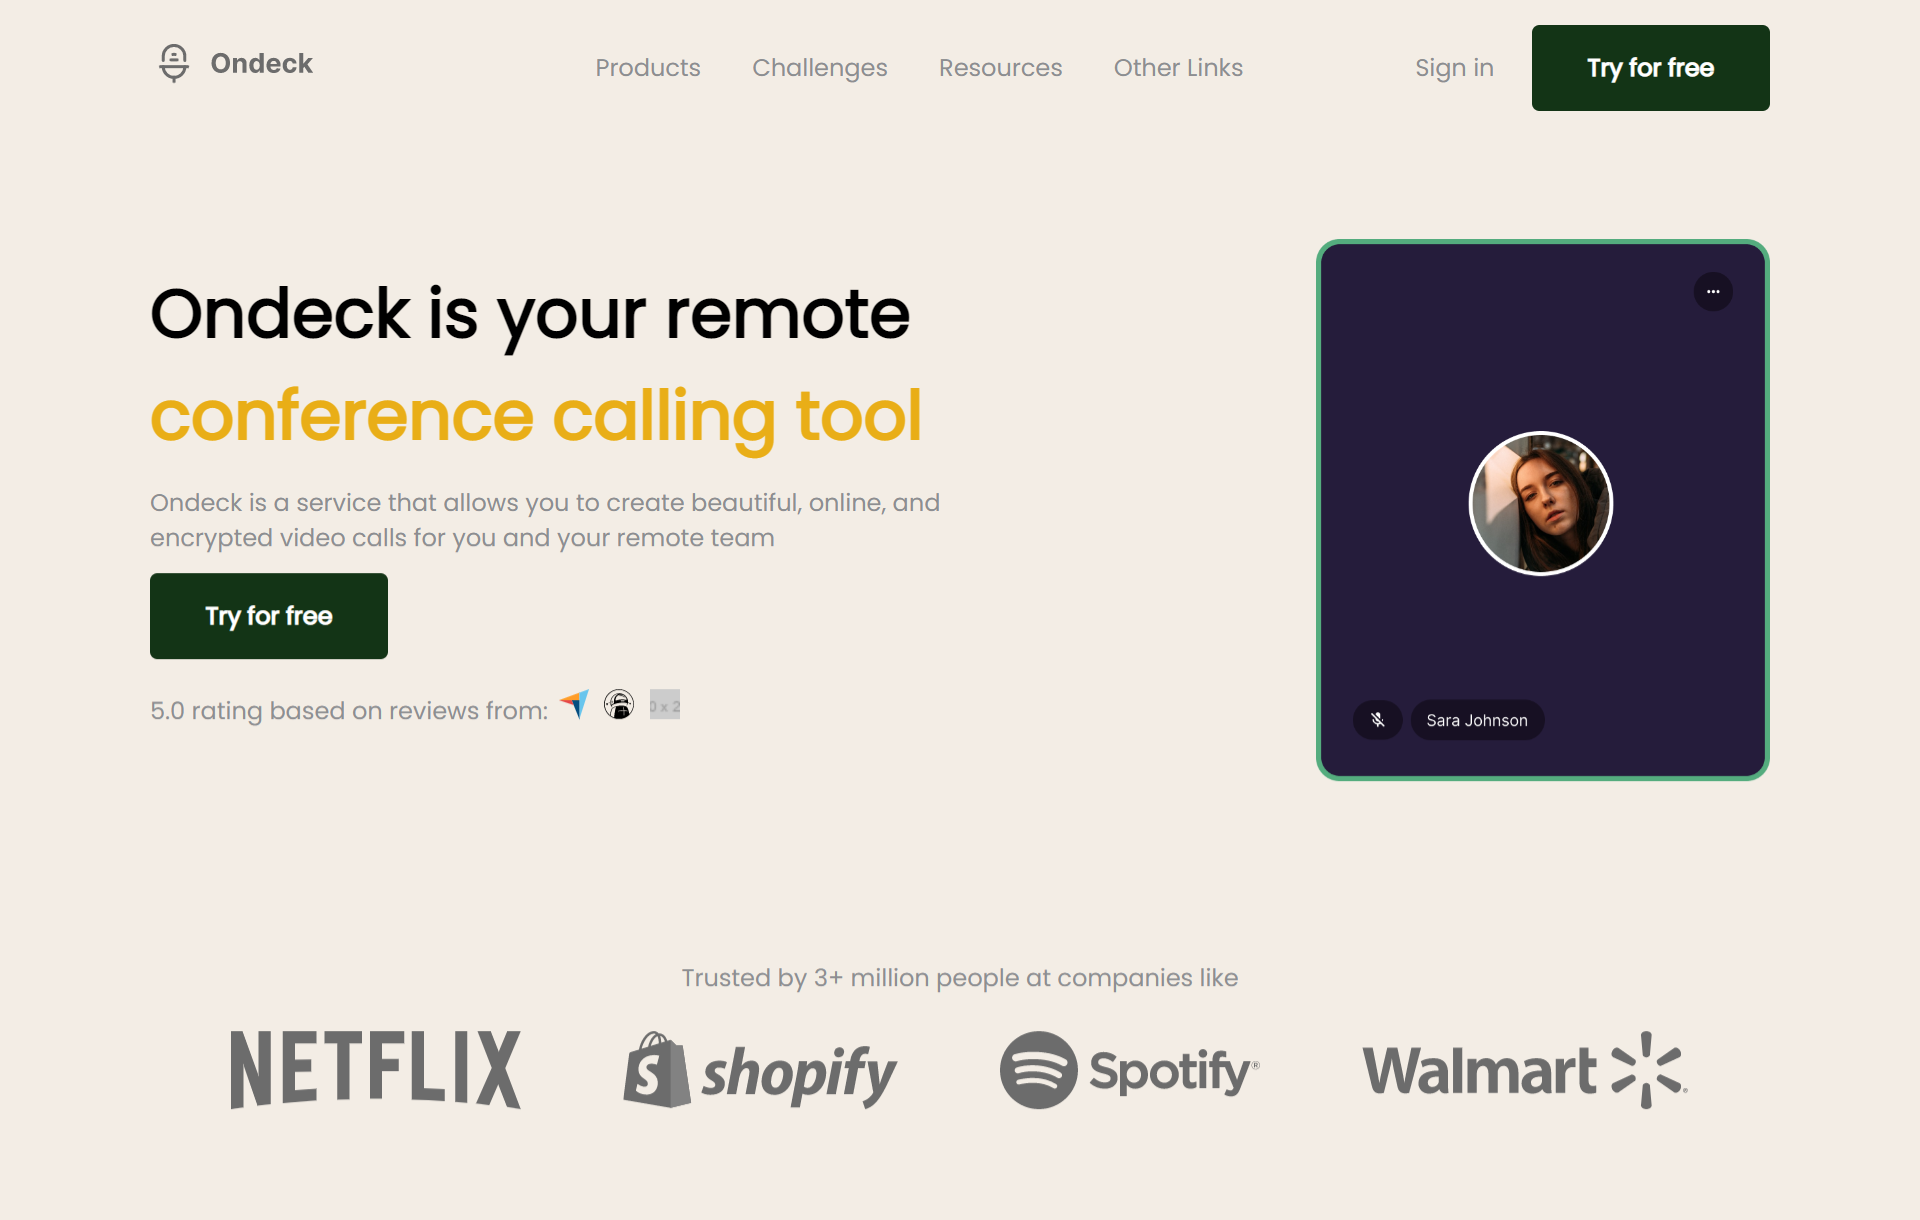 Ondeck
Products Challenges Resources Other Links
Sign in
Try for free
Ondeck is your remote
conference calling tool
Ondeck is a service that allows you to create beautiful, online, and
encrypted video calls for you and your remote team
Try for free
5.0 rating based on reviews from:
0 x 2
Sara Johnson
Trusted by 3+ million people at companies like
NETFLIX
shopify
Spotify®
Walmart